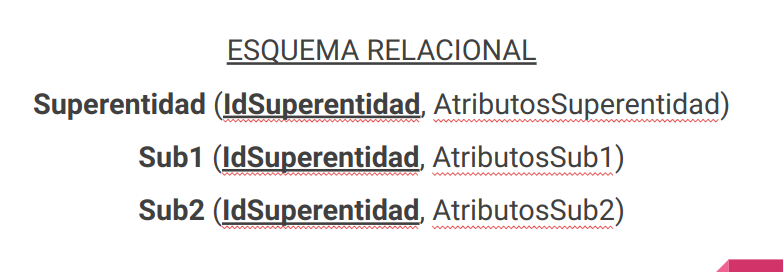 ESQUEMA RELACIONAL
Superentidad (IdSuperentidad, AtributosSuperentidad)
Sub1 (IdSuperentidad, AtributosSub1)
Sub2 (IdSuperentidad, AtributosSub2)